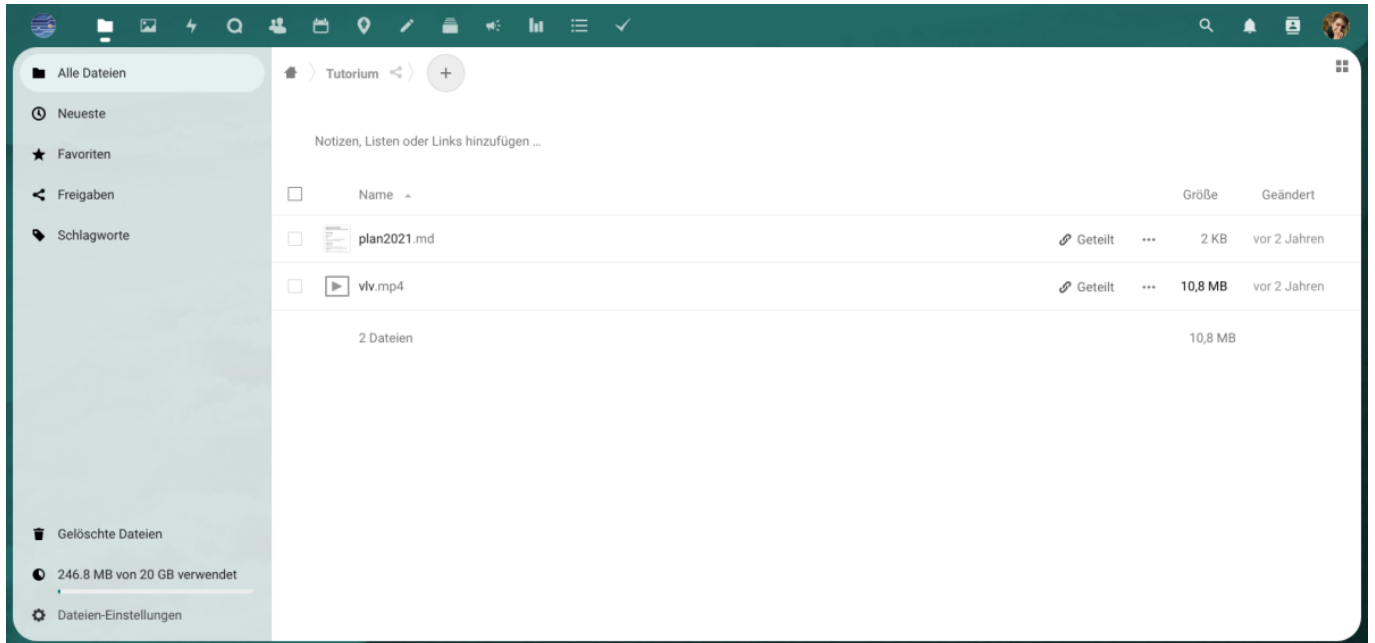 Alle Dateien
Neueste
Favoriten
Freigaben
Schlagworte
Gelöschte Dateien
246.8 MB von 20 GB verwendet
Dateien-Einstellungen
Tutorium
Notizen, Listen oder Links hinzufügen …
Name Größe Geändert
plan2021.md Geteilt 2 KB vor 2 Jahren
vlv.mp4 Geteilt 10,8 MB vor 2 Jahren
2 Dateien 10,8 MB